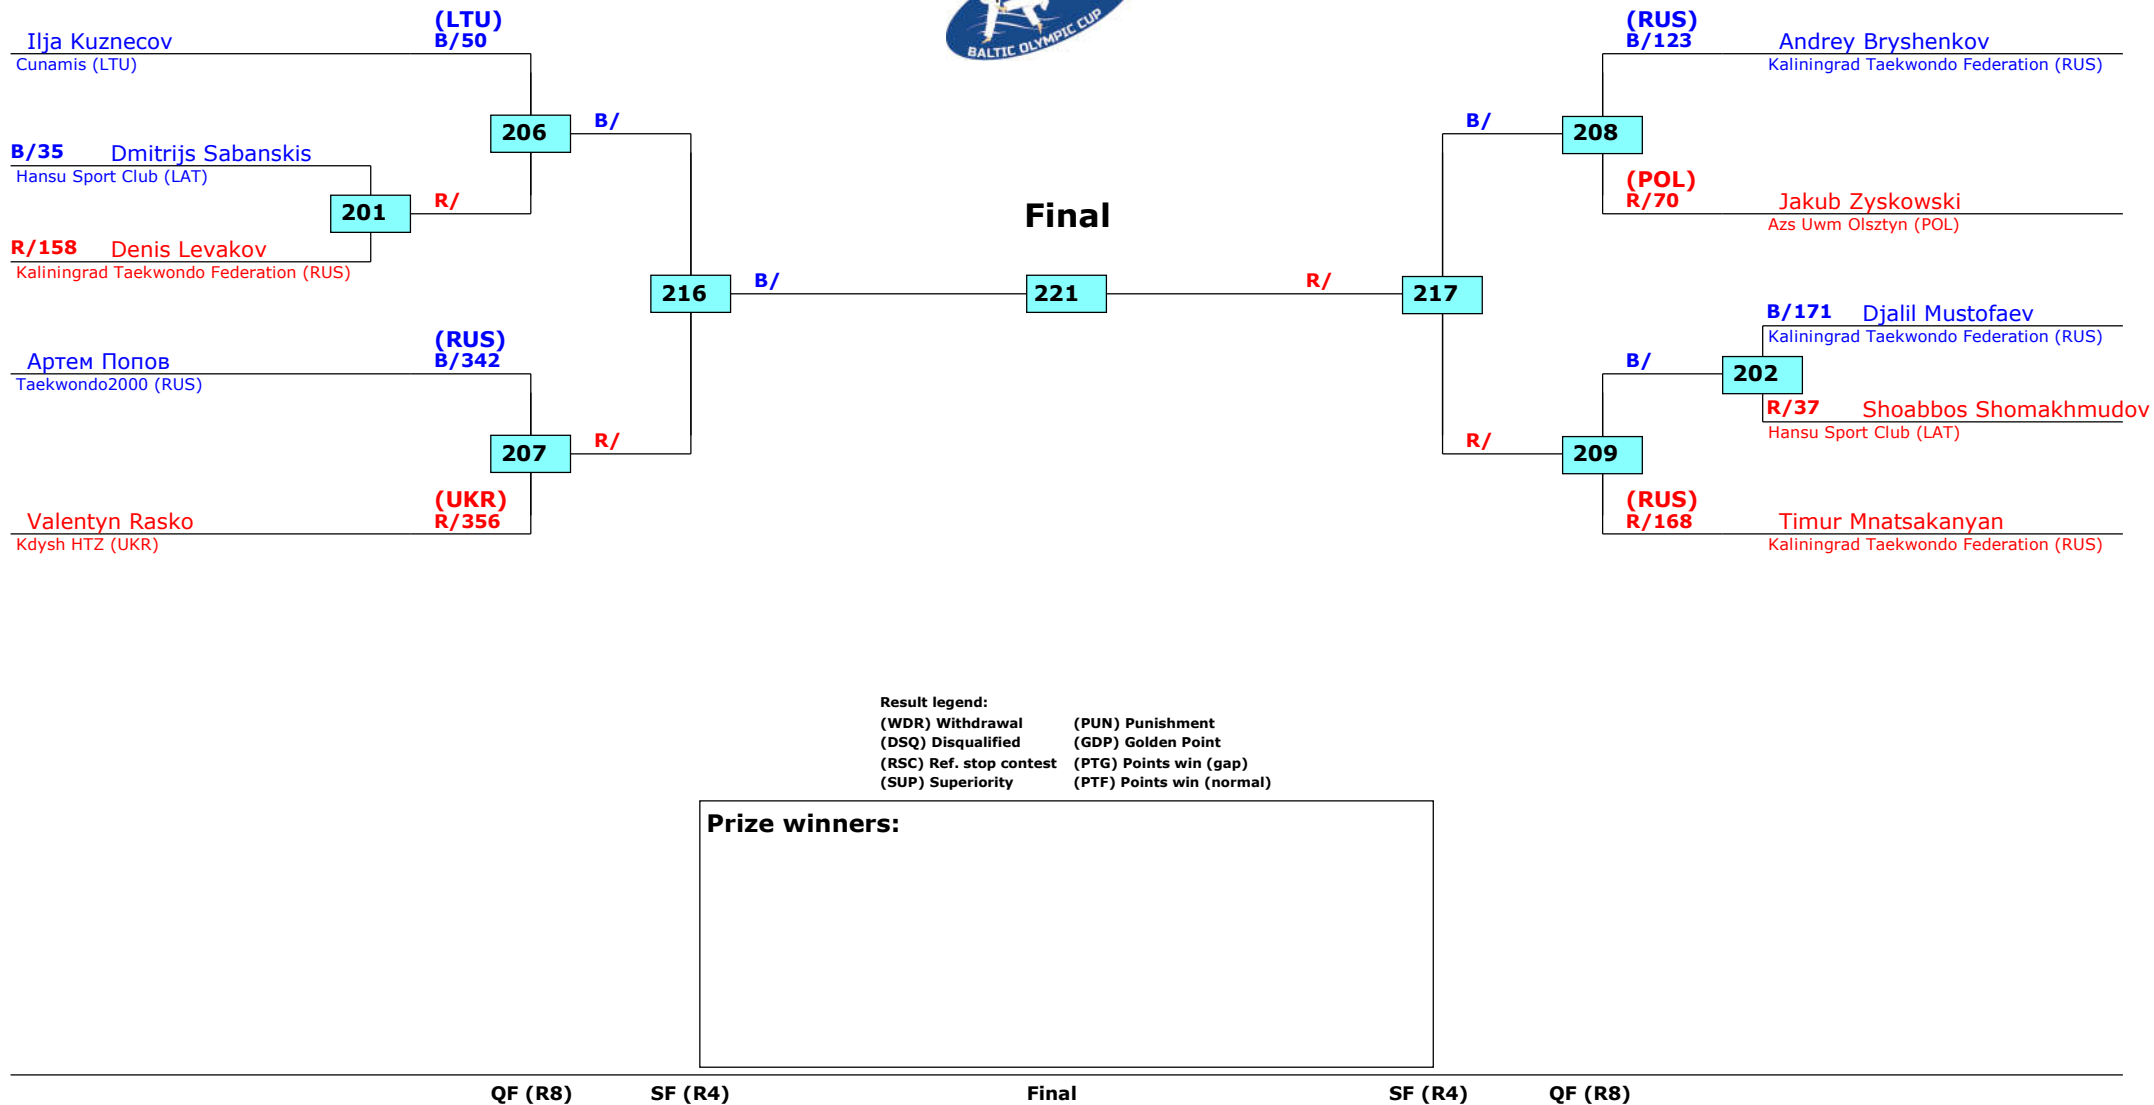 BALTIC OLYMPIC CUP
(LTU)
Ilja Kuznecov B/50
Cunamis (LTU)
206
B/
B/35 Dmitrijs Sabanskis
Hansu Sport Club (LAT)
201
R/
R/158 Denis Levakov
Kaliningrad Taekwondo Federation (RUS)
216
B/
(RUS)
Артем Попов B/342
Taekwondo2000 (RUS)
207
R/
(UKR)
Valentyn Rasko R/356
Kdysh HTZ (UKR)
Final
221
(RUS)
B/123 Andrey Bryshenkov
Kaliningrad Taekwondo Federation (RUS)
B/
208
(POL)
R/70 Jakub Zyskowski
Azs Uwm Olsztyn (POL)
R/
217
B/171 Djalil Mustofaev
Kaliningrad Taekwondo Federation (RUS)
B/
202
R/37 Shoabbos Shomakhmudov
Hansu Sport Club (LAT)
R/
209
(RUS)
R/168 Timur Mnatsakanyan
Kaliningrad Taekwondo Federation (RUS)
Result legend:
(WDR) Withdrawal (PUN) Punishment
(DSQ) Disqualified (GDP) Golden Point
(RSC) Ref. stop contest (PTG) Points win (gap)
(SUP) Superiority (PTF) Points win (normal)
Prize winners:
QF (R8) SF (R4) Final SF (R4) QF (R8)